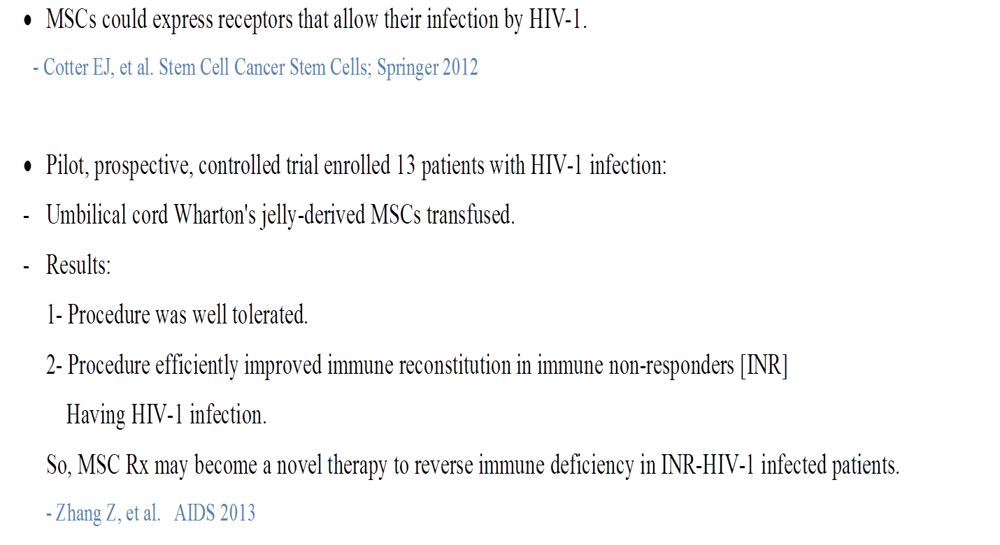 • MSCs could express receptors that allow their infection by HIV-1.
- Cotter EJ, et al. Stem Cell Cancer Stem Cells; Springer 2012
• Pilot, prospective, controlled trial enrolled 13 patients with HIV-1 infection:
- Umbilical cord Wharton's jelly-derived MSCs transfused.
- Results:
1- Procedure was well tolerated.
2- Procedure efficiently improved immune reconstitution in immune non-responders [INR]
Having HIV-1 infection.
So, MSC Rx may become a novel therapy to reverse immune deficiency in INR-HIV-1 infected patients.
- Zhang Z, et al. AIDS 2013